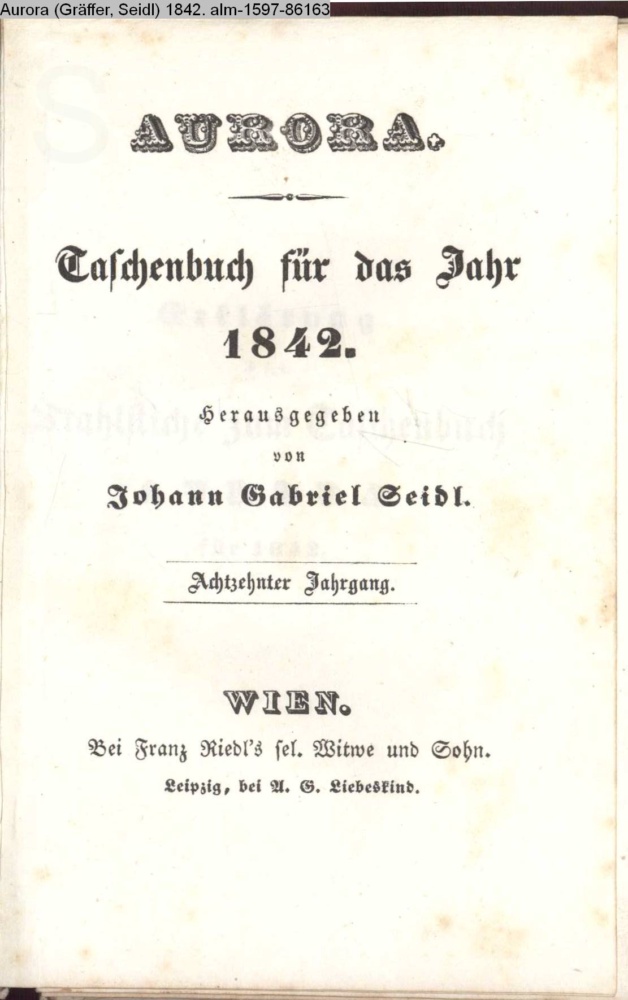 Aurora (Gräffer, Seidl) 1842. alm-1597-86163
AURORA.
Taschenbuch für das Jahr
1842.
Herausgegeben
von
Johann Gabriel Seidl.
Achtzehnter Jahrgang.
WIEN.
Bei Franz Riedl's sel. Witwe und Sohn.
Leipzig, bei A. G. Liebeskind.